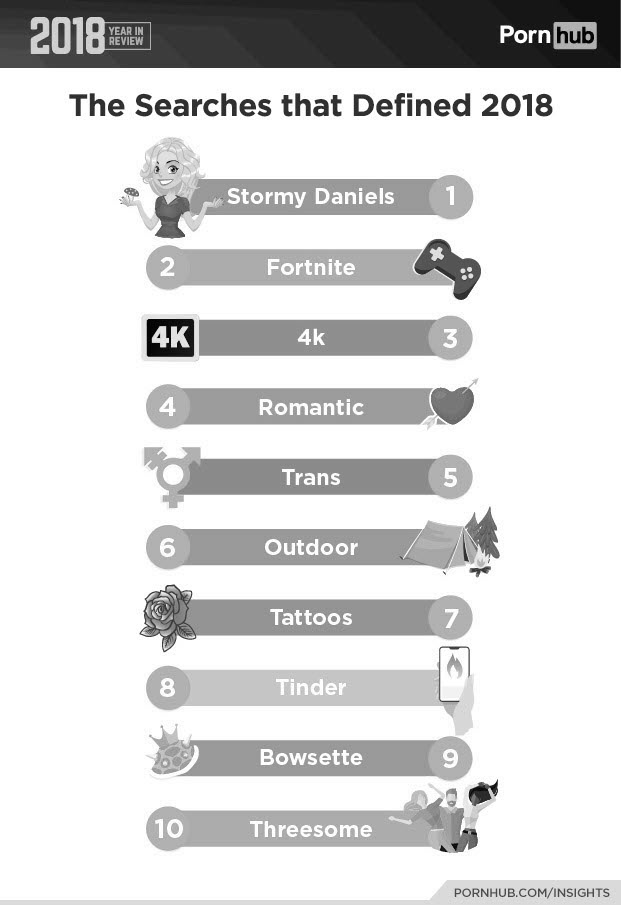 2018 YEAR IN
REVIEW
Pornhub
The Searches that Defined 2018
Stormy Daniels 1
2 Fortnite
4K 4k 3
4 Romantic
Trans 5
6 Outdoor
Tattoos 7
8 Tinder
Bowsette 9
10 Threesome
PORNHUB.COM/INSIGHTS